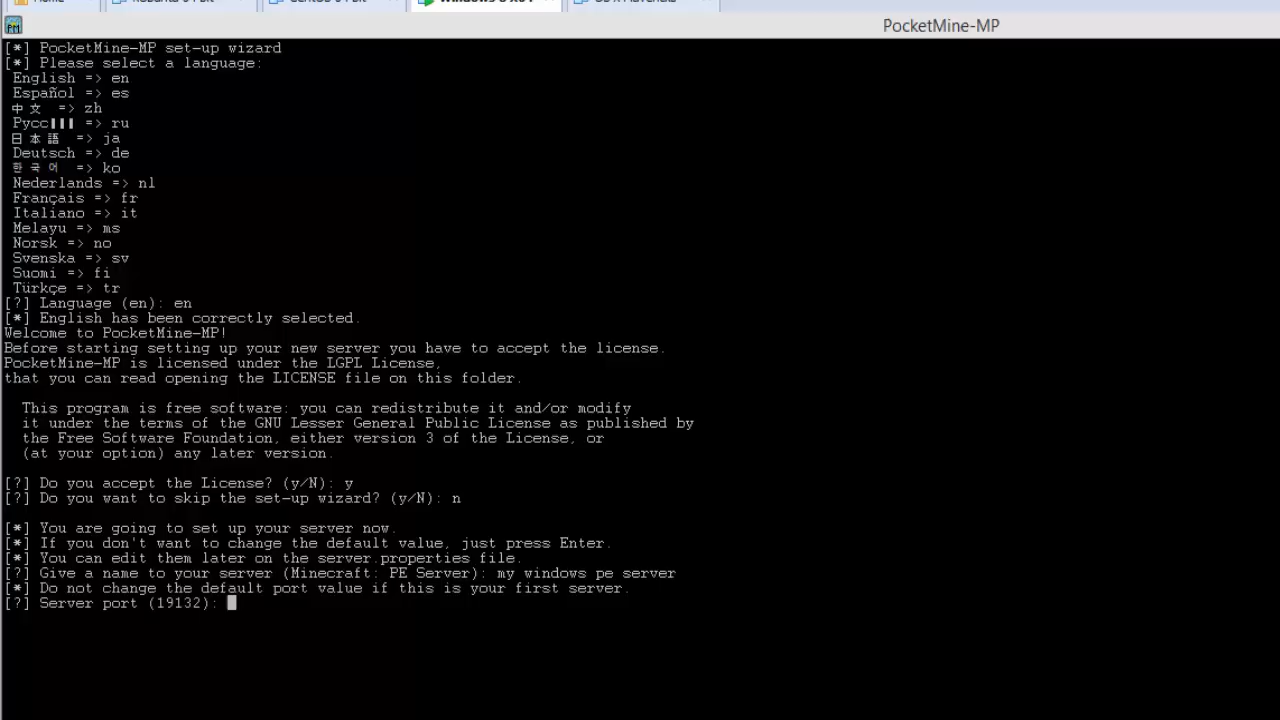 PocketMine-MP
[*] PocketMine-MP set-up wizard
[*] Please select a language:
English => en
Español => es
中文 => zh
Русс => ru
日本語 => ja
Deutsch => de
한국어 => ko
Nederlands => nl
Français => fr
Italiano => it
Melayu => ms
Norsk => no
Svenska => sv
Suomi => fi
Türkçe => tr
[?] Language (en): en
[*] English has been correctly selected.
Welcome to PocketMine-MP!
Before starting setting up your new server you have to accept the license.
PocketMine-MP is licensed under the LGPL License,
that you can read opening the LICENSE file on this folder.
This program is free software: you can redistribute it and/or modify
it under the terms of the GNU Lesser General Public License as published by
the Free Software Foundation, either version 3 of the License, or
(at your option) any later version.
[?] Do you accept the License? (y/N): y
[?] Do you want to skip the set-up wizard? (y/N): n
[*] You are going to set up your server now.
[*] If you don't want to change the default value, just press Enter.
[*] You can edit them later on the server.properties file.
[?] Give a name to your server (Minecraft: PE Server): my windows pe server
[*] Do not change the default port value if this is your first server.
[?] Server port (19132):